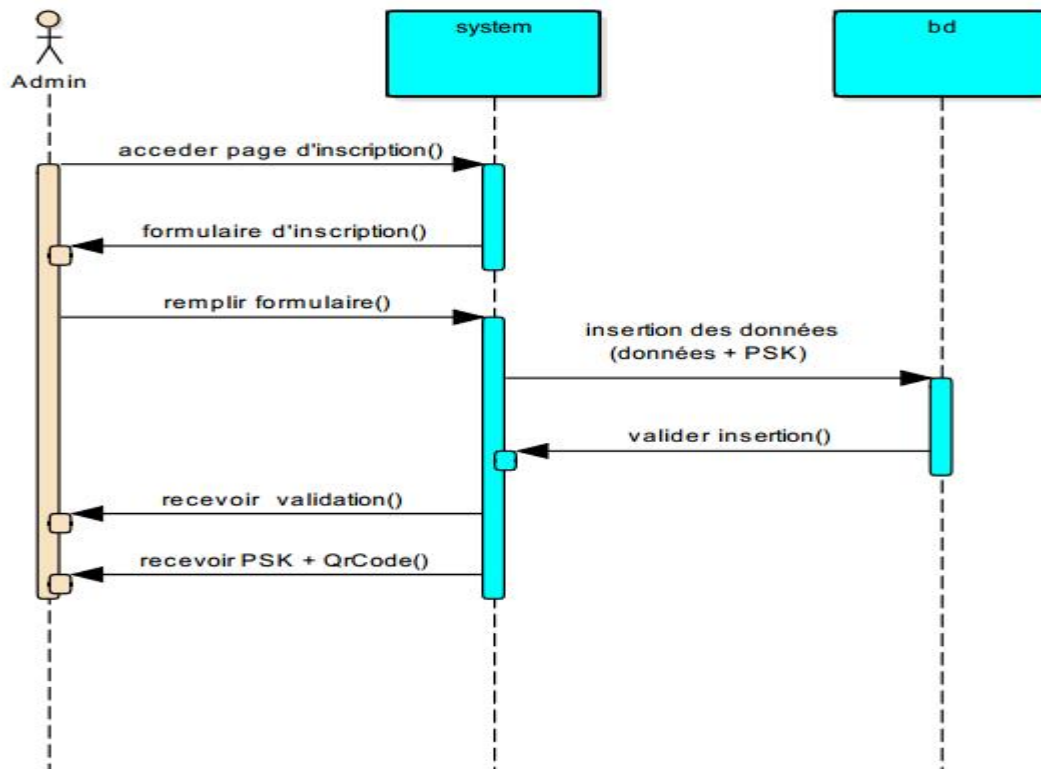 system
bd
Admin
acceder page d'inscription()
formulaire d'inscription()
remplir formulaire()
insertion des données
(données + PSK)
valider insertion()
recevoir validation()
recevoir PSK + QrCode()